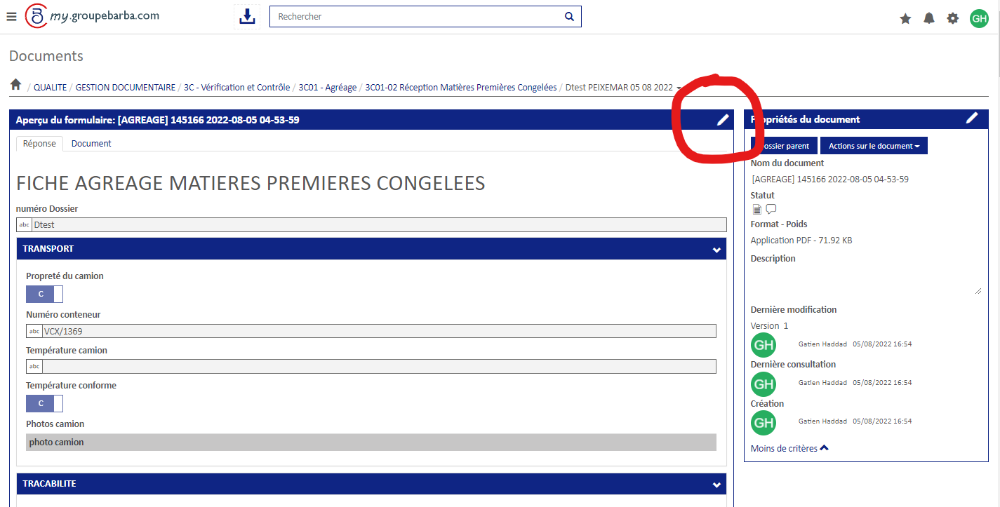 my.groupebarba.com
Rechercher
GH
Documents
/ QUALITE / GESTION DOCUMENTAIRE / 3C - Vérification et Contrôle / 3C01 - Agréage / 3C01-02 Réception Matières Premières Congelées / Dtest PEIXEMAR 05 08 2022
Aperçu du formulaire: [AGREAGE] 145166 2022-08-05 04-53-59
Réponse Document
FICHE AGREAGE MATIERES PREMIERES CONGELEES
numéro Dossier
abc Dtest
TRANSPORT
Propreté du camion
C
Numéro conteneur
abc VCX/1369
Température camion
abc
Température conforme
C
Photos camion
photo camion
TRACABILITE
priétés du document
ossier parent Actions sur le document
Nom du document
[AGREAGE] 145166 2022-08-05 04-53-59
Statut
Format - Poids
Application PDF - 71.92 KB
Description
Dernière modification
Version 1
GH Gatien Haddad 05/08/2022 16:54
Dernière consultation
GH Gatien Haddad 05/08/2022 16:54
Création
GH Gatien Haddad 05/08/2022 16:54
Moins de critères